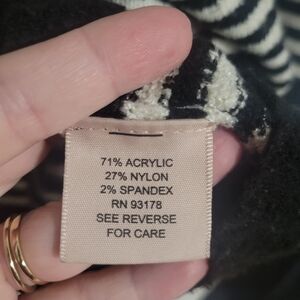 71% ACRYLIC
27% NYLON
2% SPANDEX
RN 93178
SEE REVERSE
FOR CARE